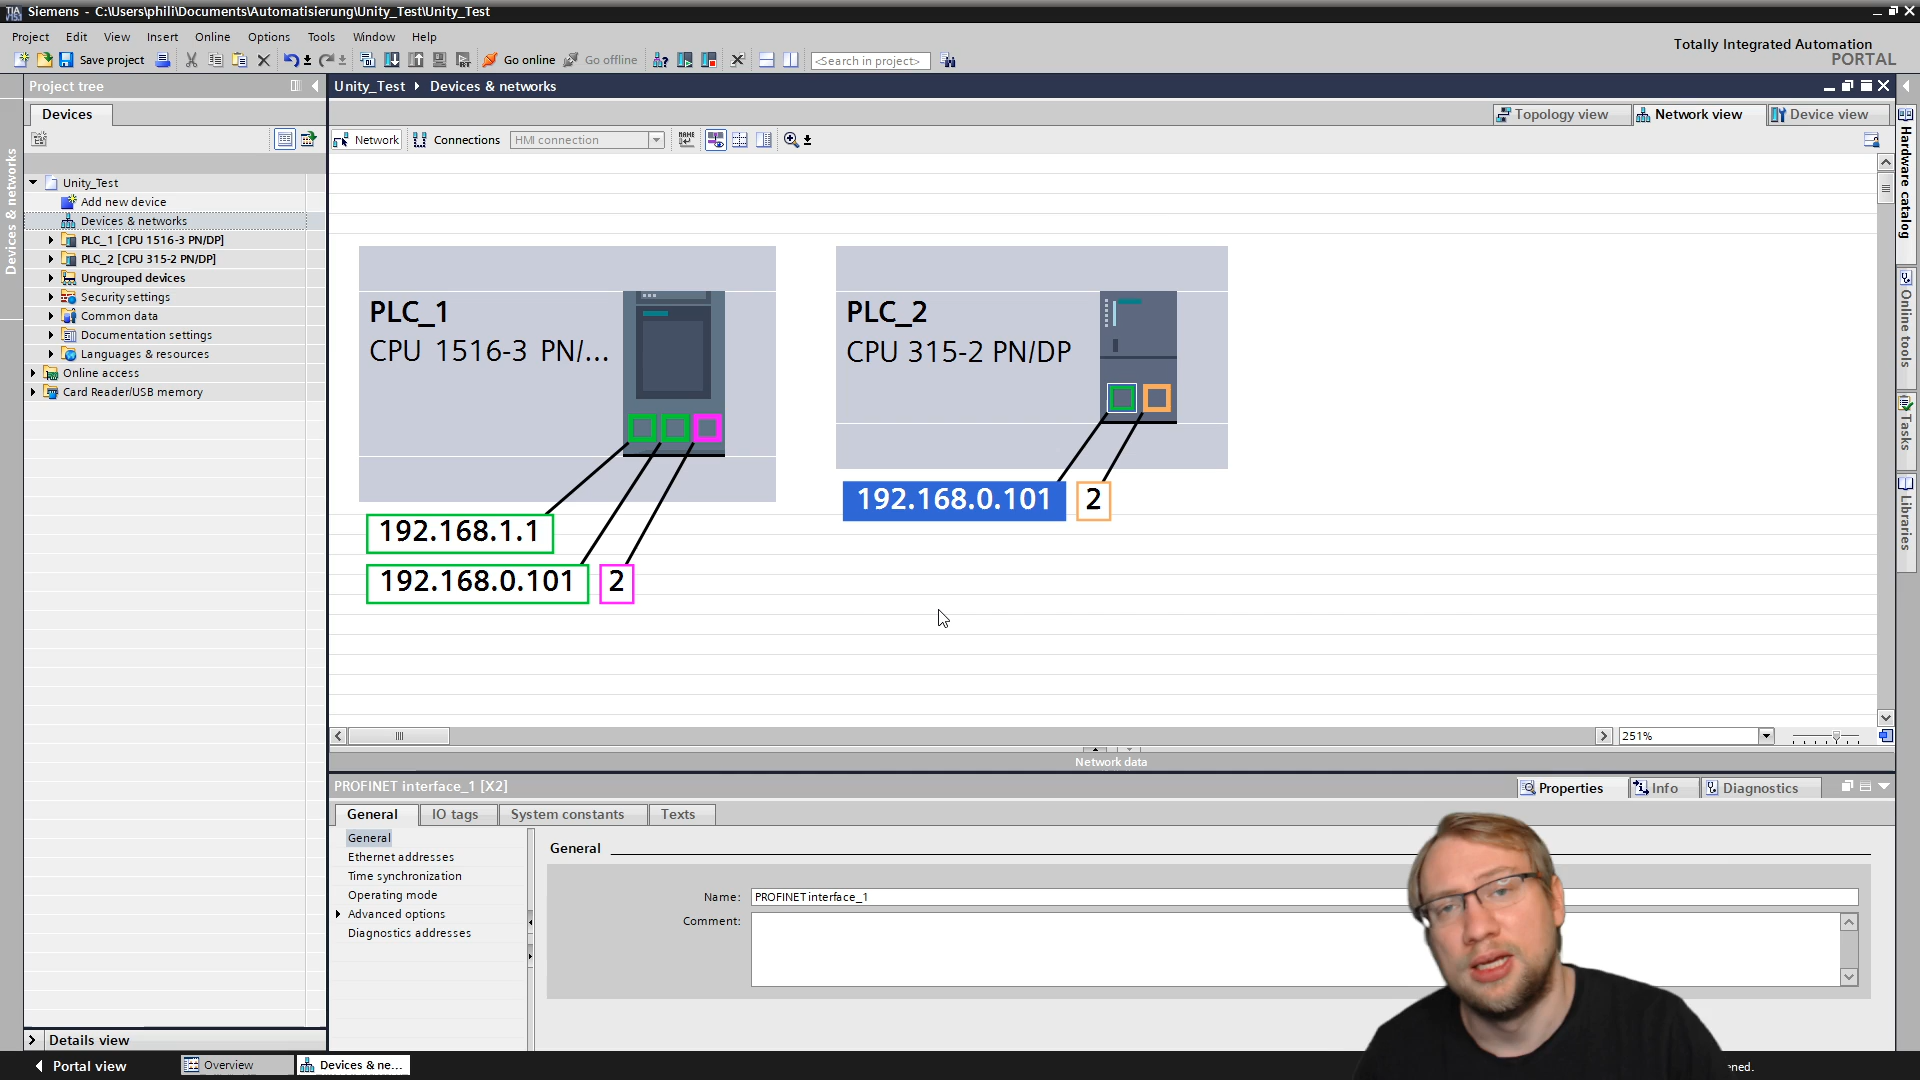 Siemens - C:\Users\phili\Documents\Automatisierung\Unity_Test\Unity_Test
Project Edit View Insert Online Options Tools Window Help
Save project Go online Go offline <Search in project>
Totally Integrated Automation
PORTAL
Project tree
Unity_Test Devices & networks
Devices
Topology view Network view Device view
Network Connections HMI connection
Devices & networks
Unity_Test
Add new device
Devices & networks
PLC_1 [CPU 1516-3 PN/DP]
PLC_2 [CPU 315-2 PN/DP]
Ungrouped devices
Security settings
Common data
Documentation settings
Languages & resources
Online access
Card Reader/USB memory
PLC_1
CPU 1516-3 PN/...
192.168.1.1
192.168.0.101 2
PLC_2
CPU 315-2 PN/DP
192.168.0.101 2
Hardware catalog
Online tools
Tasks
Libraries
251%
Network data
PROFINET interface_1 [X2]
Properties Info Diagnostics
General IO tags System constants Texts
General
Ethernet addresses
Time synchronization
Operating mode
Advanced options
Diagnostics addresses
General
Name: PROFINET interface_1
Comment:
Details view
Portal view Overview Devices & ne...